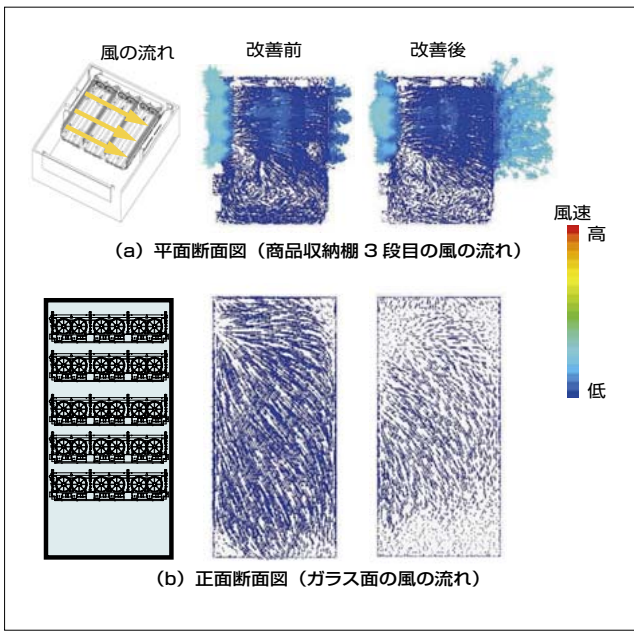 風の流れ
改善前
改善後
(a) 平面断面図(商品収納棚3段目の風の流れ)
風速
高
低
(b) 正面断面図(ガラス面の風の流れ)